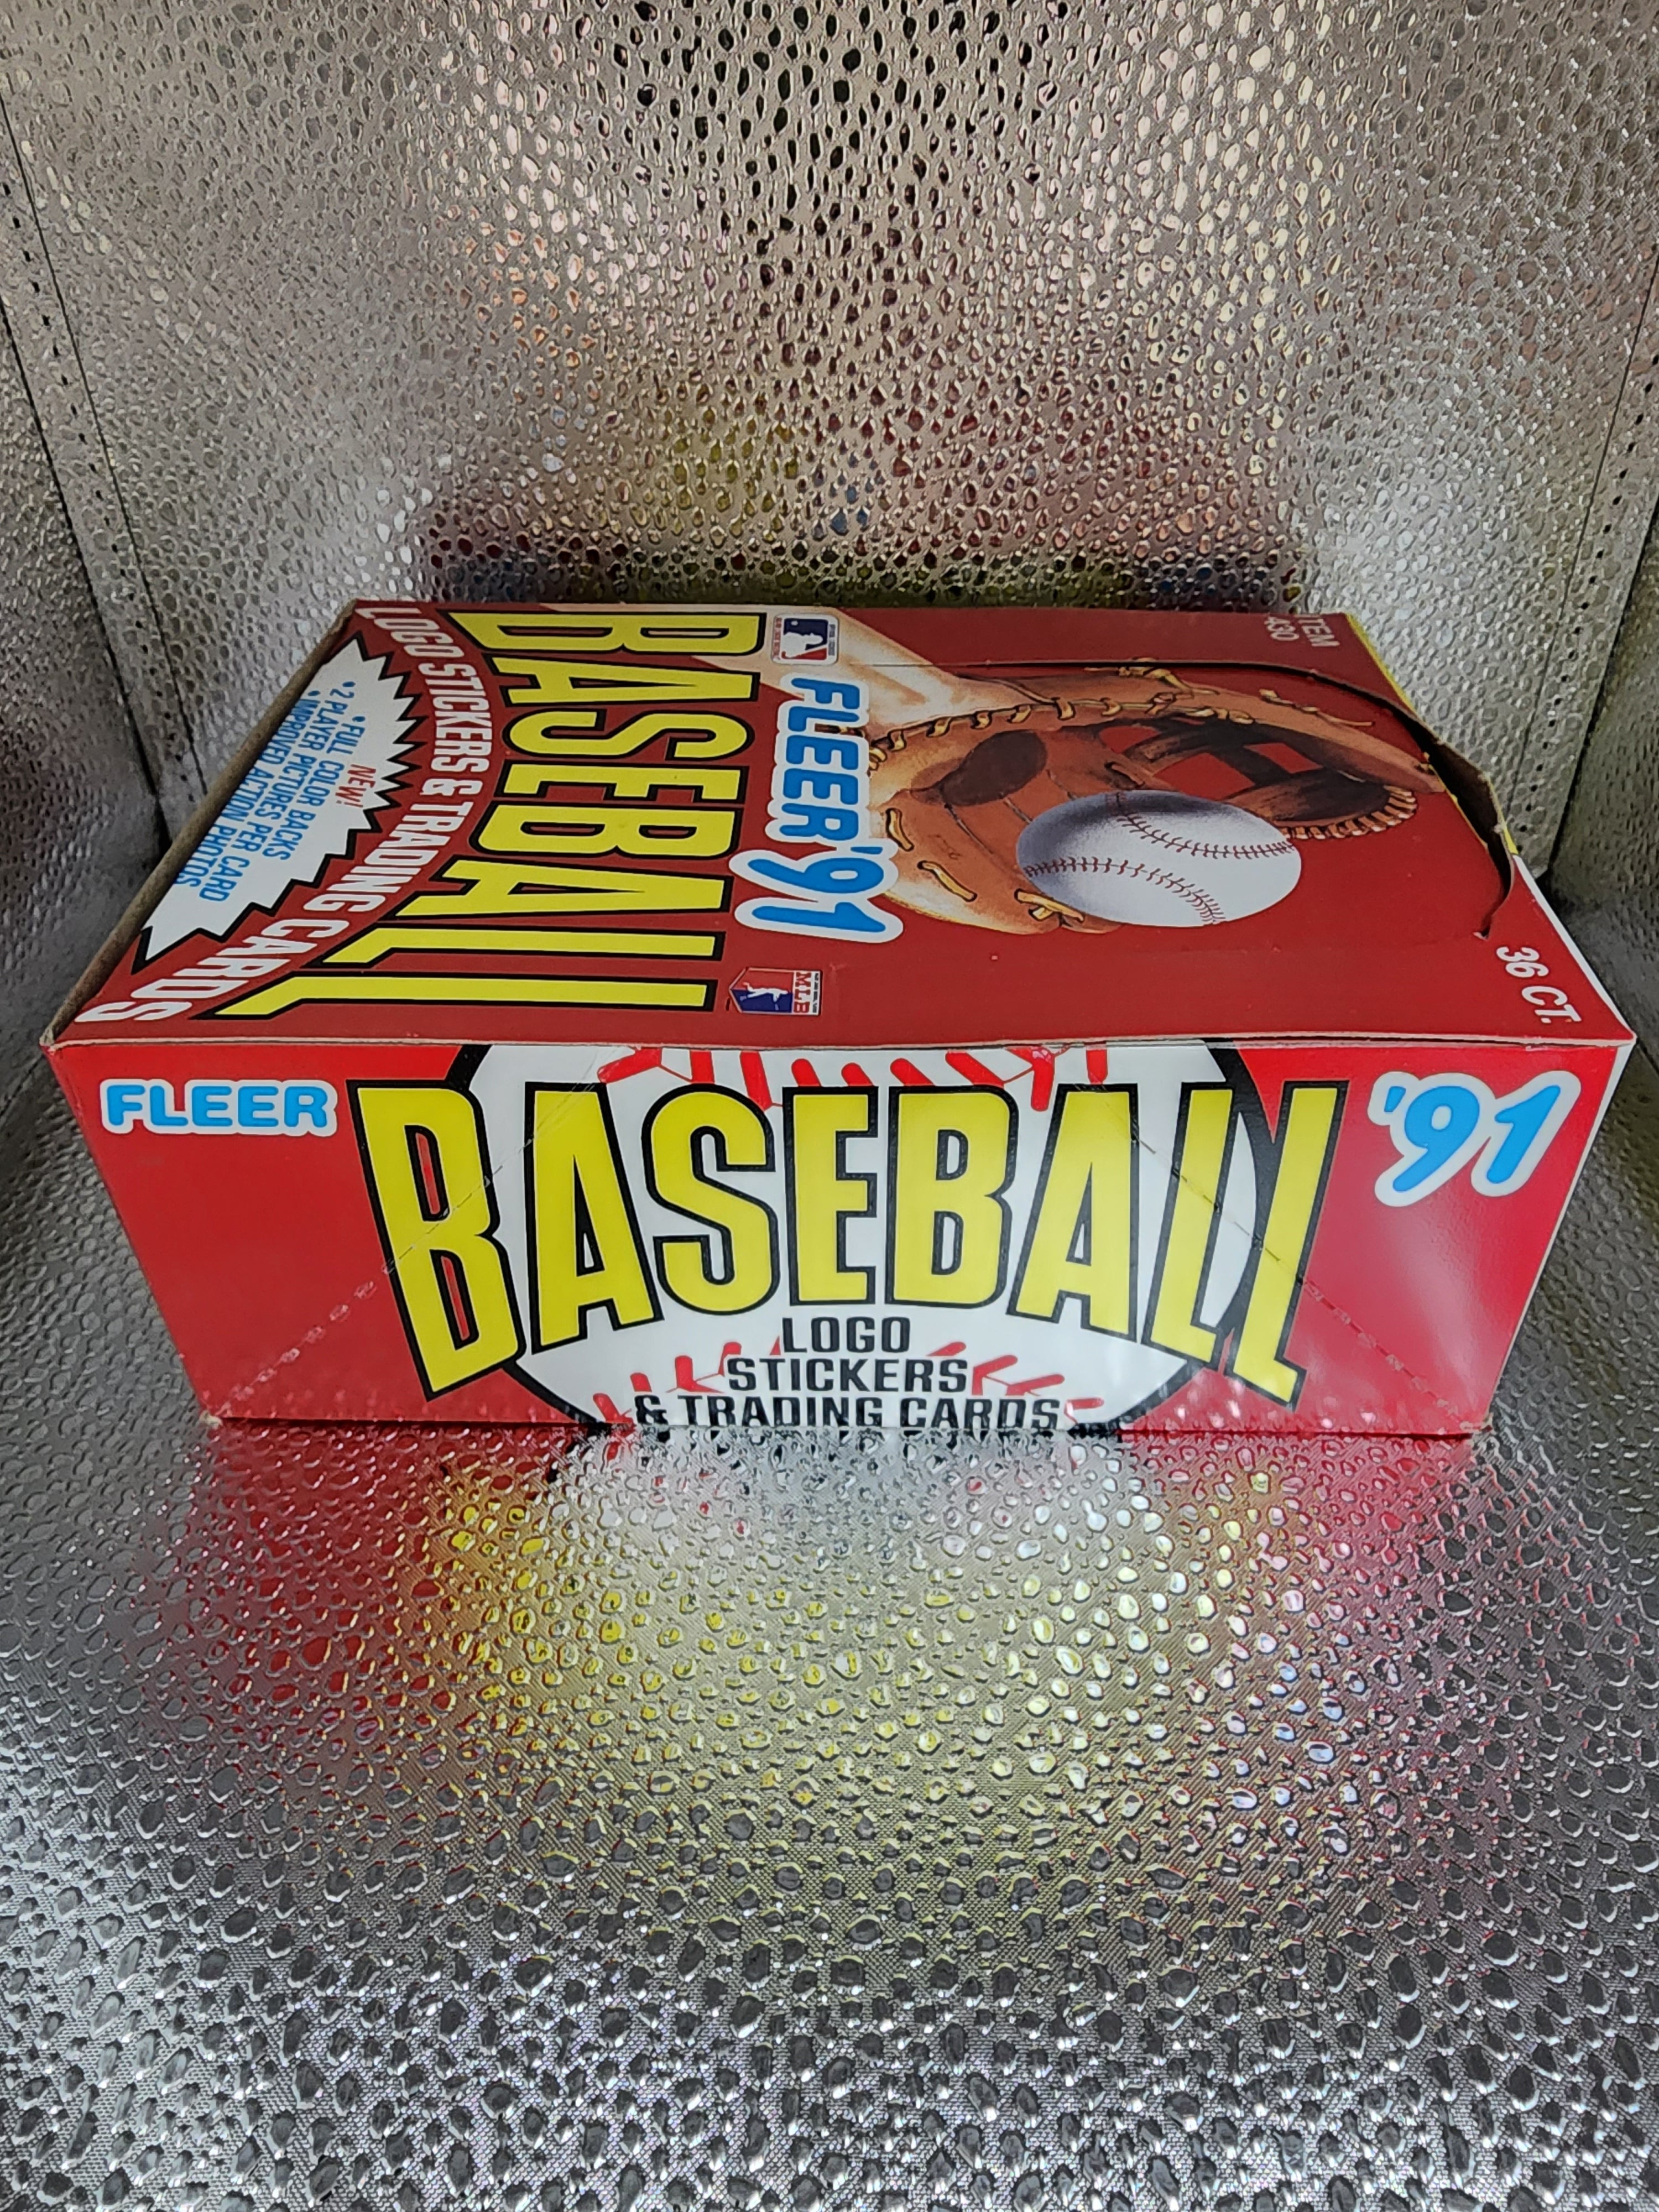 ITEM
430
36 CT.
FLEER '91
BASEBALL
MLB
LOGO STICKERS & TRADING CARDS
NEW!
• FULL COLOR BACKS
• 2 PLAYER PICTURES PER CARD
• IMPROVED ACTION PHOTOS
FLEER
BASEBALL
'91
LOGO
STICKERS
& TRADING CARDS